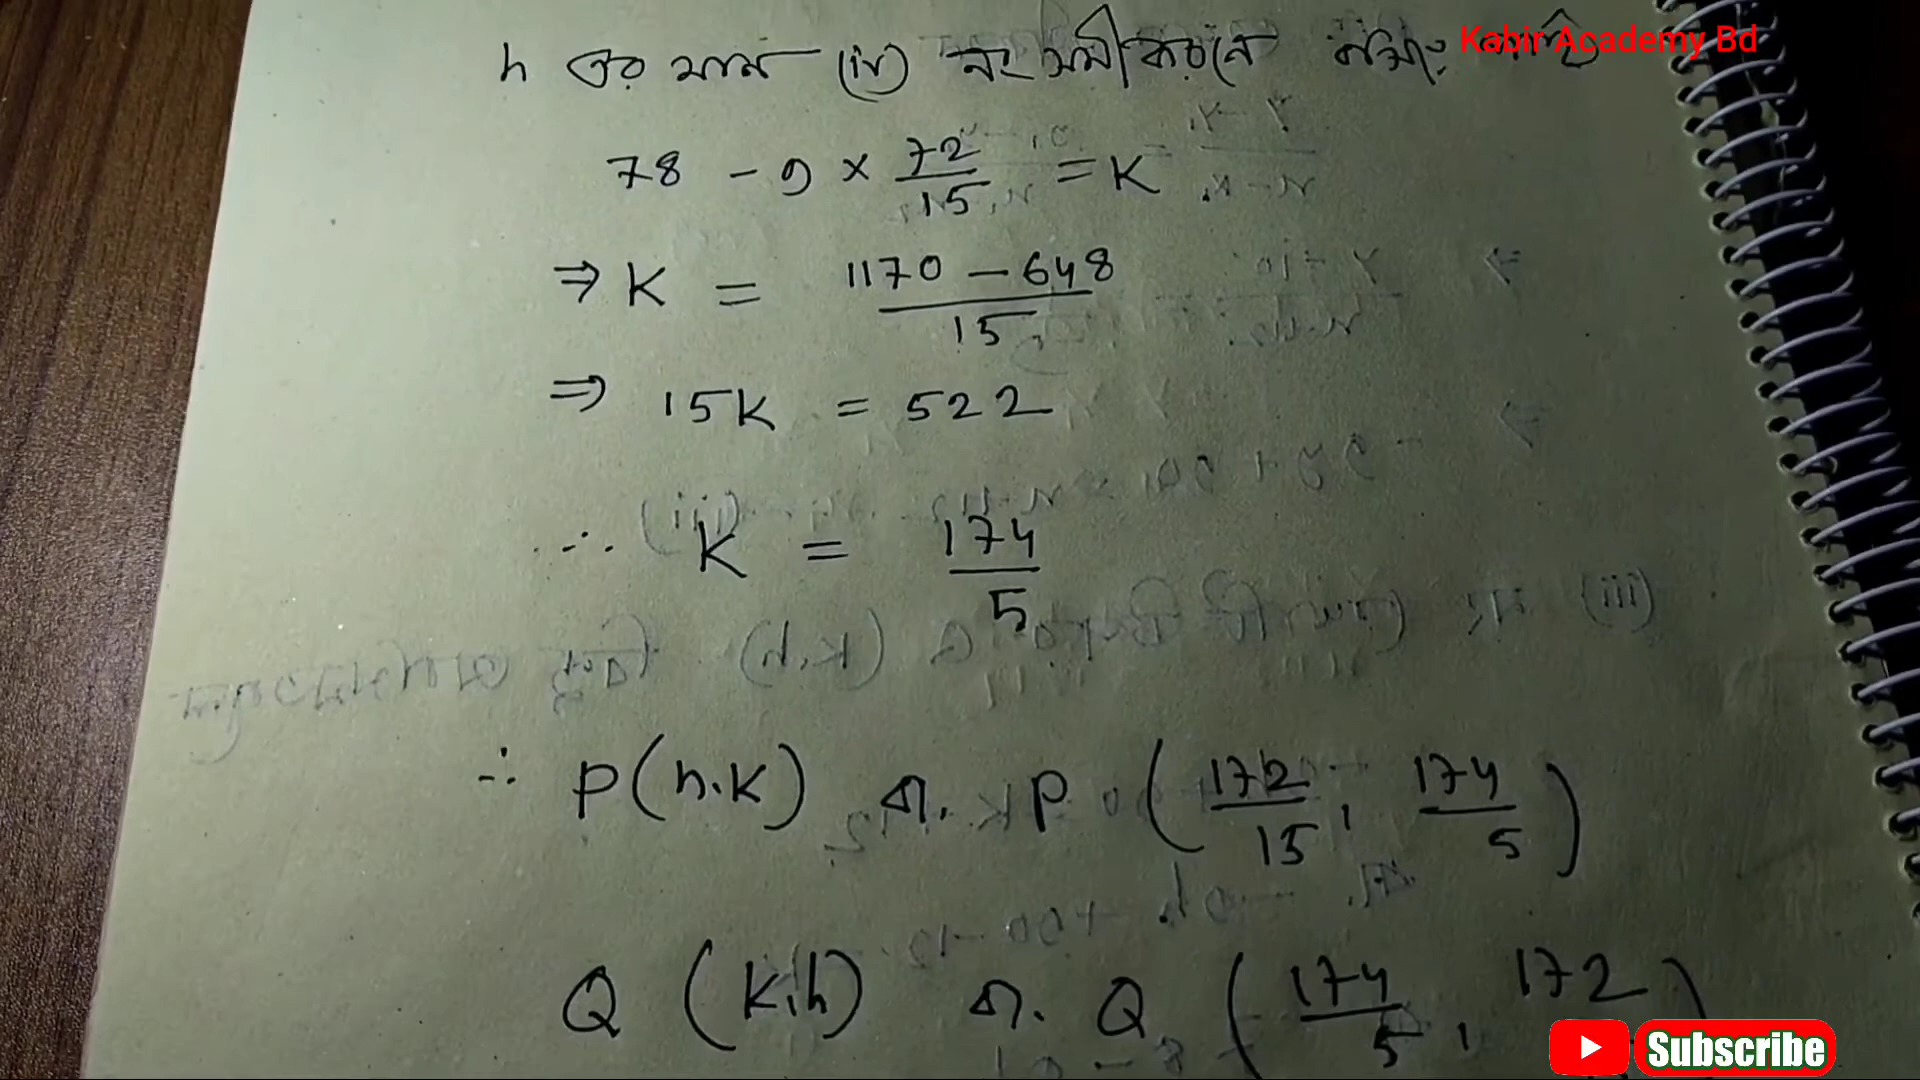 h এর মান (iv) নং সমীকরণে বসিয়ে পাই
Kabir Academy Bd
78 - 9 × 72/15 = K
⇒ K = 1170 - 648/15
⇒ 15K = 522
∴ K = 174/5
∴ P(h.K) বা. P (172/15, 174/5)
Q (K,h) বা. Q (174/5, 172
Subscribe